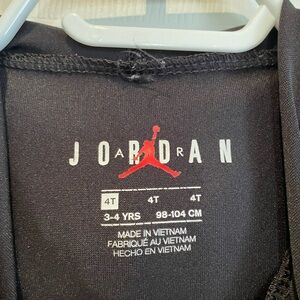 JORDAN
AIR
4T 4T 4T
3-4 YRS 98-104 CM
MADE IN VIETNAM
FABRIQUÉ AU VIETNAM
HECHO EN VIETNAM